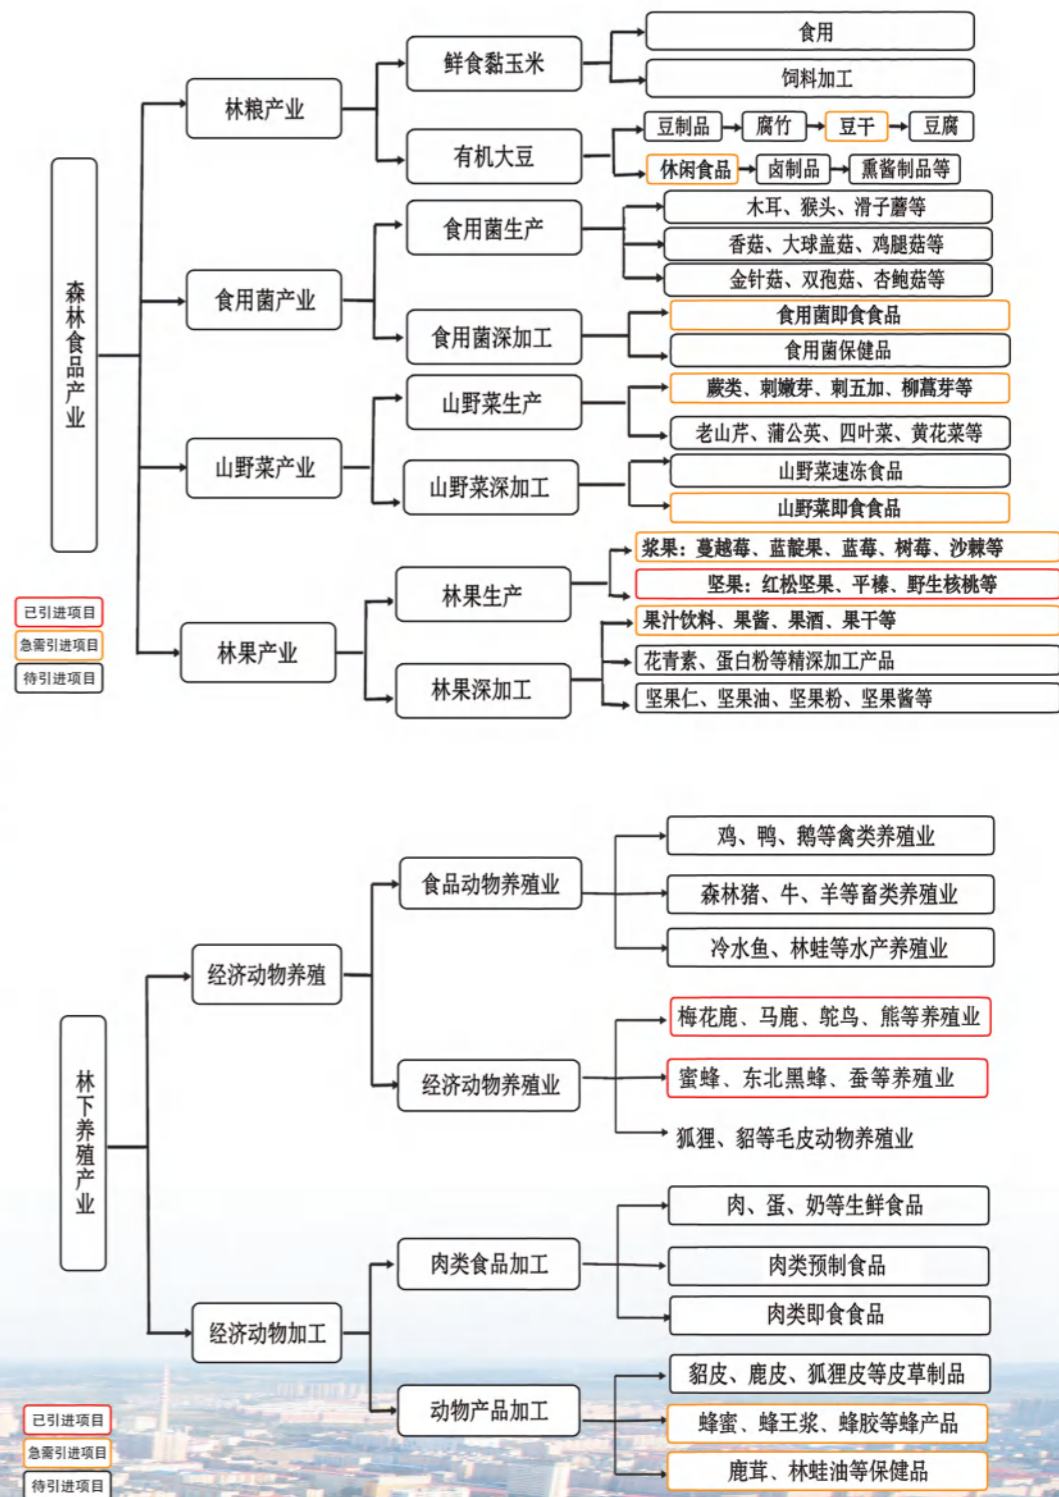 森林食品产业
林粮产业
鲜食黏玉米
食用
饲料加工
有机大豆
豆制品
腐竹
豆干
豆腐
休闲食品
卤制品
熏酱制品等
食用菌产业
食用菌生产
木耳、猴头、滑子蘑等
香菇、大球盖菇、鸡腿菇等
金针菇、双孢菇、杏鲍菇等
食用菌深加工
食用菌即食食品
食用菌保健品
山野菜产业
山野菜生产
蕨类、刺嫩芽、刺五加、柳蒿芽等
老山芹、蒲公英、四叶菜、黄花菜等
山野菜深加工
山野菜速冻食品
山野菜即食食品
林果产业
林果生产
浆果：蔓越莓、蓝靛果、蓝莓、树莓、沙棘等
坚果：红松坚果、平榛、野生核桃等
林果深加工
果汁饮料、果酱、果酒、果干等
花青素、蛋白粉等精深加工产品
坚果仁、坚果油、坚果粉、坚果酱等
已引进项目
急需引进项目
待引进项目
林下养殖产业
经济动物养殖
食品动物养殖业
鸡、鸭、鹅等禽类养殖业
森林猪、牛、羊等畜类养殖业
冷水鱼、林蛙等水产养殖业
经济动物养殖业
梅花鹿、马鹿、鸵鸟、熊等养殖业
蜜蜂、东北黑蜂、蚕等养殖业
狐狸、貂等毛皮动物养殖业
经济动物加工
肉类食品加工
肉、蛋、奶等生鲜食品
肉类预制食品
肉类即食食品
动物产品加工
貂皮、鹿皮、狐狸皮等皮草制品
蜂蜜、蜂王浆、蜂胶等蜂产品
鹿茸、林蛙油等保健品
已引进项目
急需引进项目
待引进项目